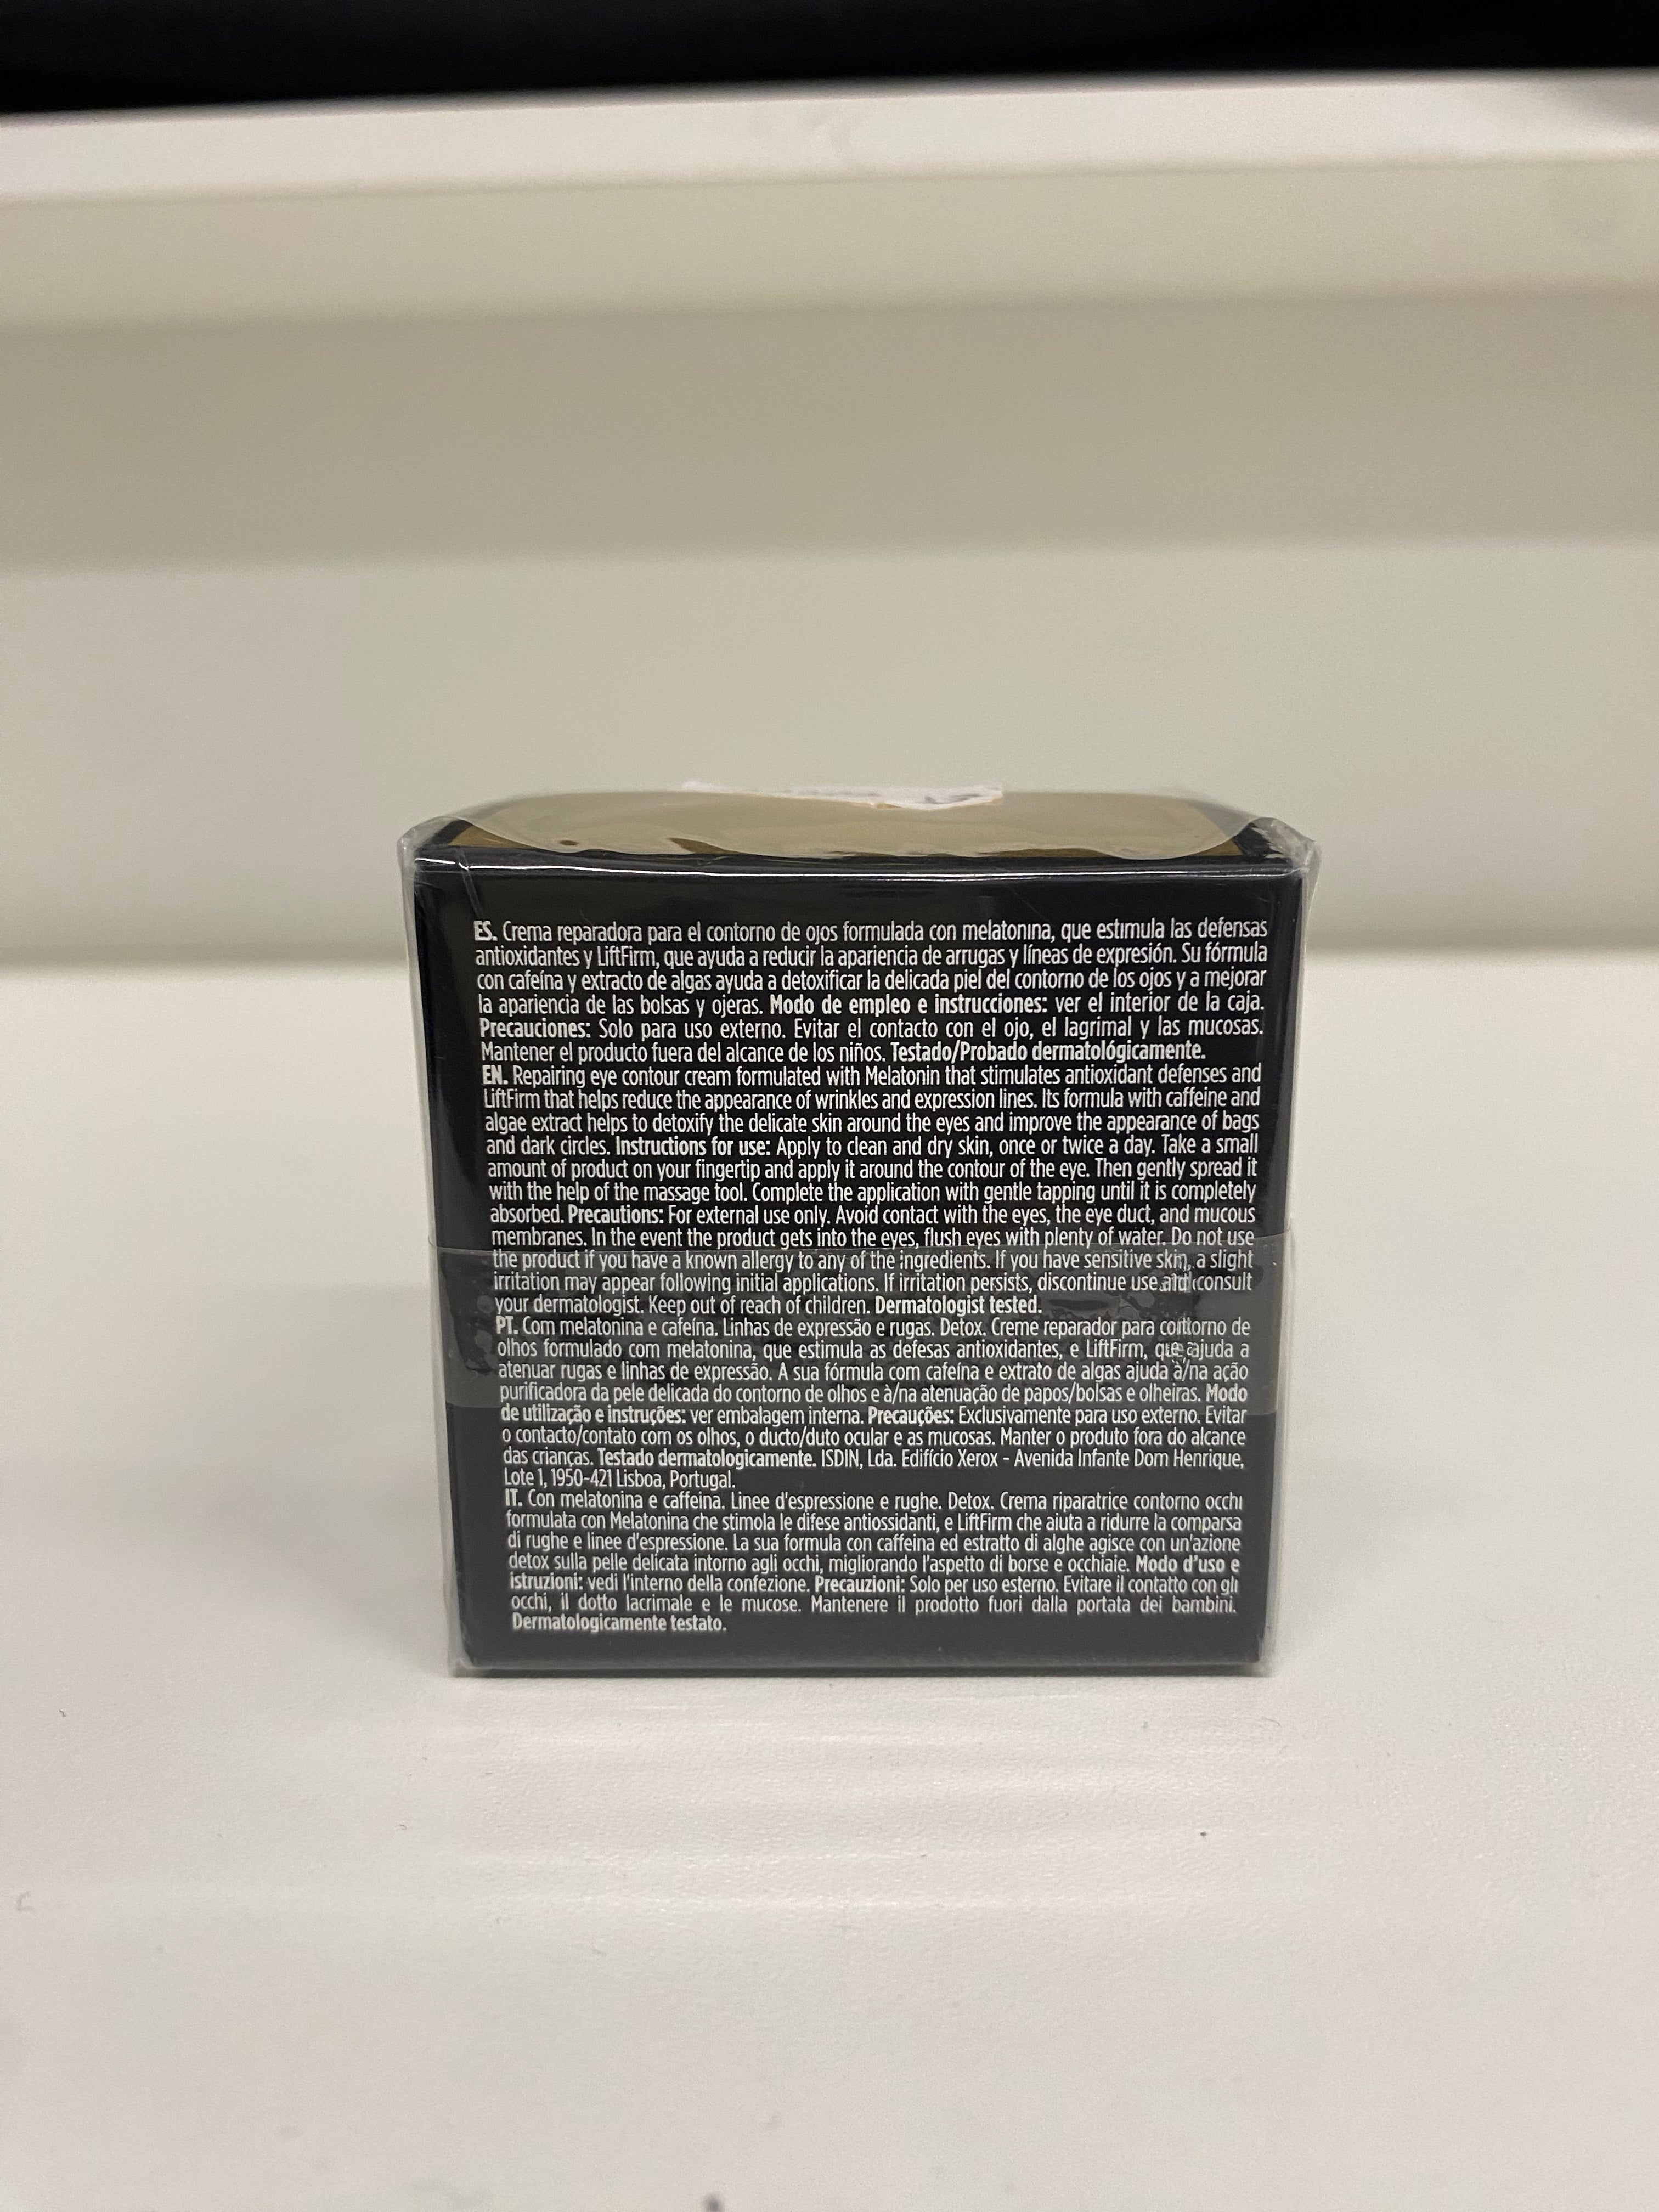 ES. Crema reparadora para el contorno de ojos formulada con melatonina, que estimula las defensas
antioxidantes y LiftFirm, que ayuda a reducir la apariencia de arrugas y líneas de expresión. Su fórmula
con cafeína y extracto de algas ayuda a detoxificar la delicada piel del contorno de los ojos y a mejorar
la apariencia de las bolsas y ojeras. Modo de empleo e instrucciones: ver el interior de la caja.
Precauciones: Solo para uso externo. Evitar el contacto con el ojo, el lagrimal y las mucosas.
Mantener el producto fuera del alcance de los niños. Testado/Probado dermatológicamente.
EN. Repairing eye contour cream formulated with Melatonin that stimulates antioxidant defenses and
LiftFirm that helps reduce the appearance of wrinkles and expression lines. Its formula with caffeine and
algae extract helps to detoxify the delicate skin around the eyes and improve the appearance of bags
and dark circles. Instructions for use: Apply to clean and dry skin, once or twice a day. Take a small
amount of product on your fingertip and apply it around the contour of the eye. Then gently spread it
with the help of the massage tool. Complete the application with gentle tapping until it is completely
absorbed. Precautions: For external use only. Avoid contact with the eyes, the eye duct, and mucous
membranes. In the event the product gets into the eyes, flush eyes with plenty of water. Do not use
the product if you have a known allergy to any of the ingredients. If you have sensitive skin, a slight
irritation may appear following initial applications. If irritation persists, discontinue use and consult
your dermatologist. Keep out of reach of children. Dermatologist tested.
PT. Com melatonina e cafeína. Linhas de expressão e rugas. Detox. Creme reparador para contorno de
olhos formulado com melatonina, que estimula as defesas antioxidantes, e LiftFirm, que ajuda a
atenuar rugas e linhas de expressão. A sua fórmula com cafeína e extrato de algas ajuda à/na ação
purificadora da pele delicada do contorno de olhos e à/na atenuação de papos/bolsas e olheiras. Modo
de utilização e instruções: ver embalagem interna. Precauções: Exclusivamente para uso externo. Evitar
o contacto/contato com os olhos, o ducto/duto ocular e as mucosas. Manter o produto fora do alcance
das crianças. Testado dermatologicamente. ISDIN, Lda. Edifício Xerox - Avenida Infante Dom Henrique,
Lote 1, 1950-421 Lisboa, Portugal.
IT. Con melatonina e caffeina. Linee d'espressione e rughe. Detox. Crema riparatrice contorno occhi
formulata con Melatonina che stimola le difese antiossidanti, e LiftFirm che aiuta a ridurre la comparsa
di rughe e linee d'espressione. La sua formula con caffeina ed estratto di alghe agisce con un'azione
detox sulla pelle delicata intorno agli occhi, migliorando l'aspetto di borse e occhiaie. Modo d'uso e
istruzioni: vedi l'interno della confezione. Precauzioni: Solo per uso esterno. Evitare il contatto con gli
occhi, il dotto lacrimale e le mucose. Mantenere il prodotto fuori dalla portata dei bambini.
Dermatologicamente testato.